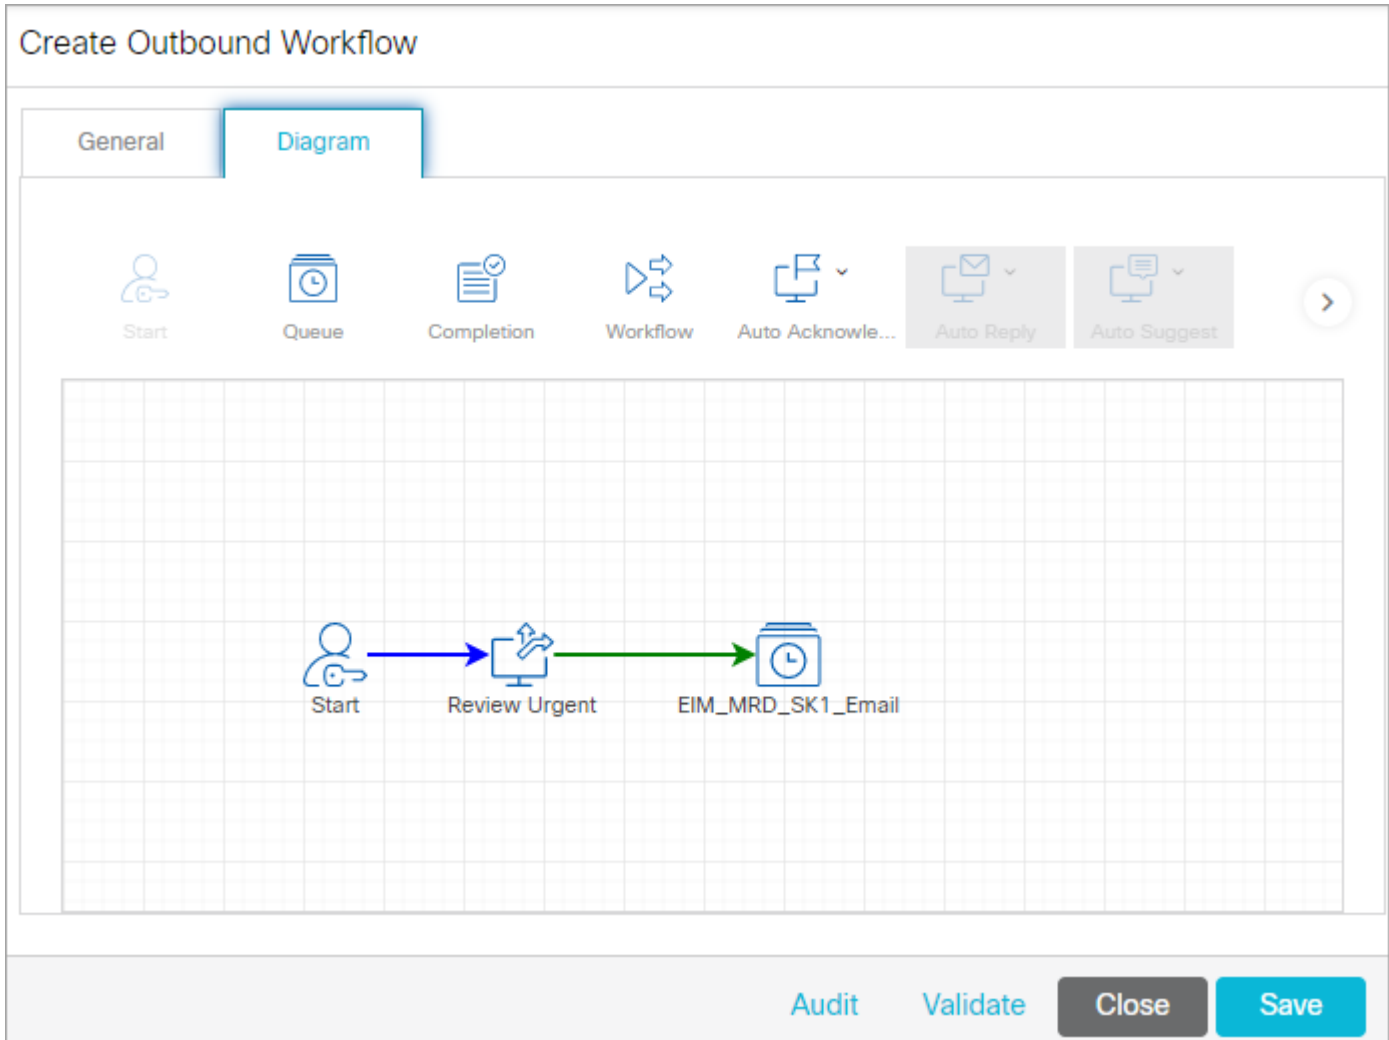 Create Outbound Workflow
General
Diagram
Start
Queue
Completion
Workflow
Auto Acknowle...
Auto Reply
Auto Suggest
Start
Review Urgent
EIM_MRD_SK1_Email
Audit
Validate
Close
Save